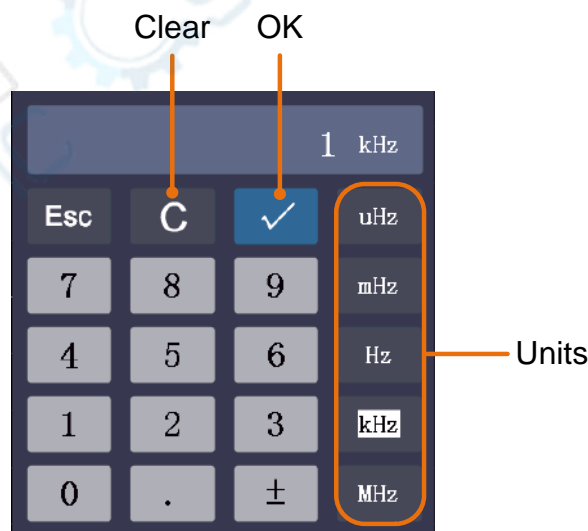 Clear OK
1 kHz
Esc C ✓ uHz
7 8 9 mHz
4 5 6 Hz
Units
1 2 3 kHz
0 . ± MHz